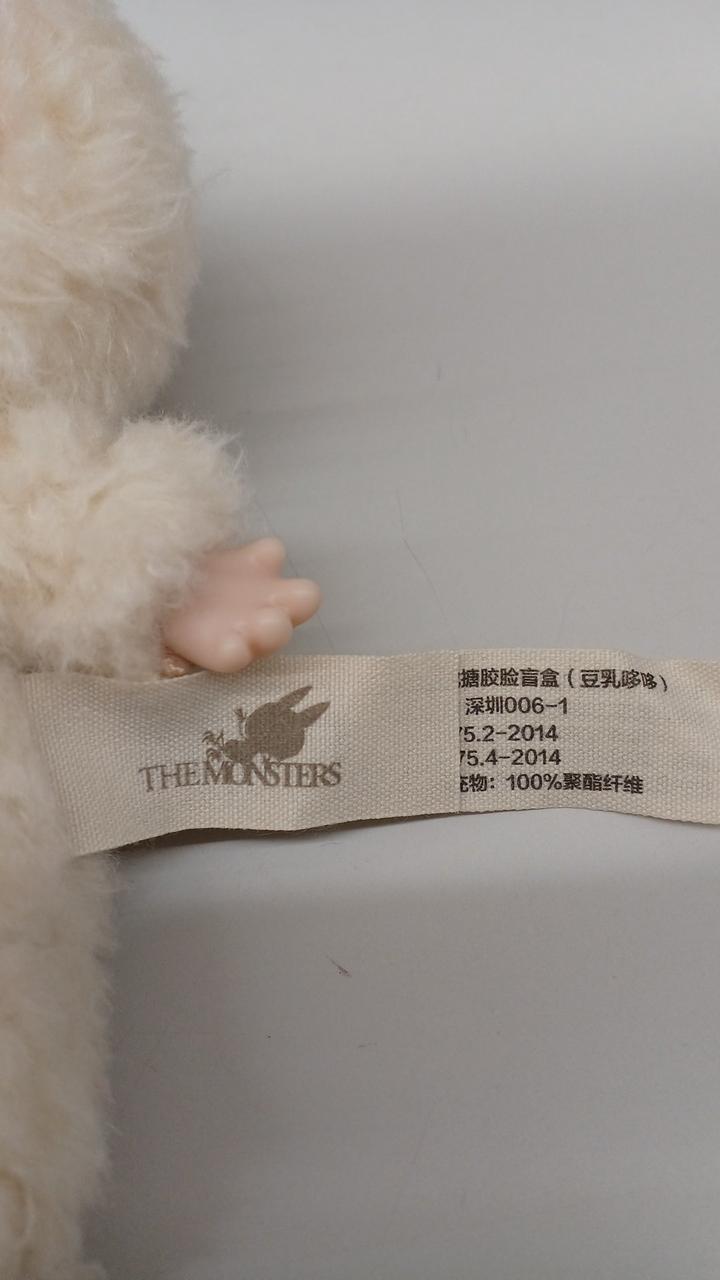 THE MONSTERS
搪胶脸盲盒（豆乳哆哆）
深圳006-1
75.2-2014
75.4-2014
充物：100%聚酯纤维